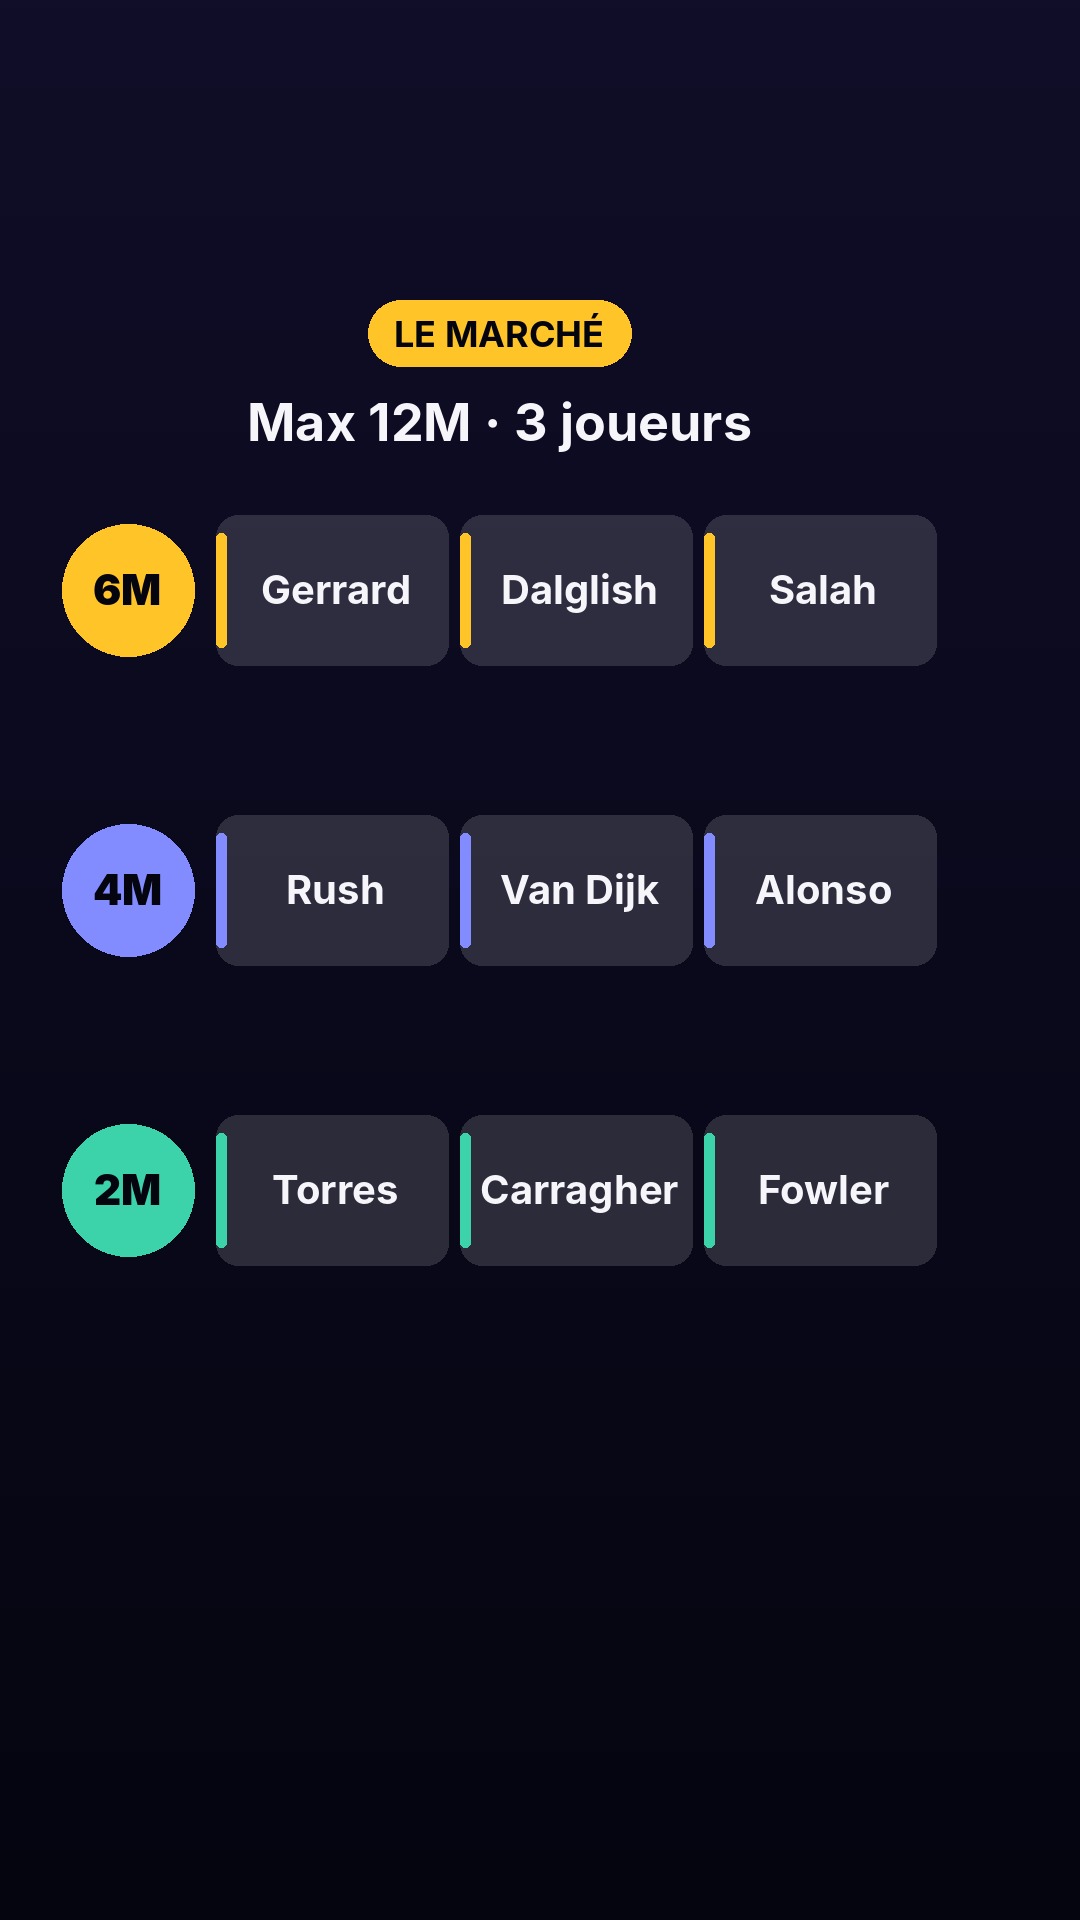 LE MARCHÉ
Max 12M · 3 joueurs
6M Gerrard Dalglish Salah
4M Rush Van Dijk Alonso
2M Torres Carragher Fowler